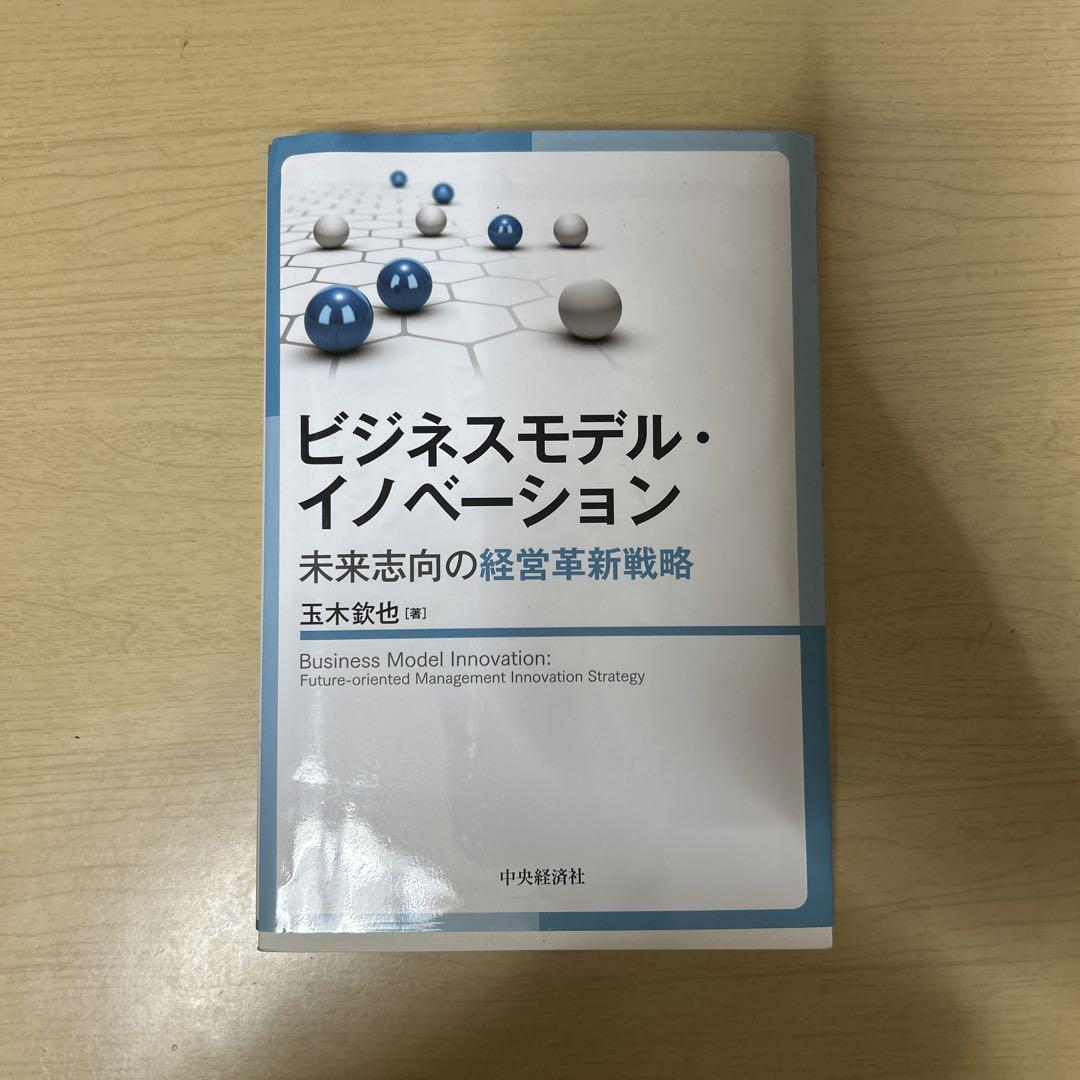 ビジネスモデル・
イノベーション
未来志向の経営革新戦略
玉木欽也[著]
Business Model Innovation:
Future-oriented Management Innovation Strategy
中央経済社